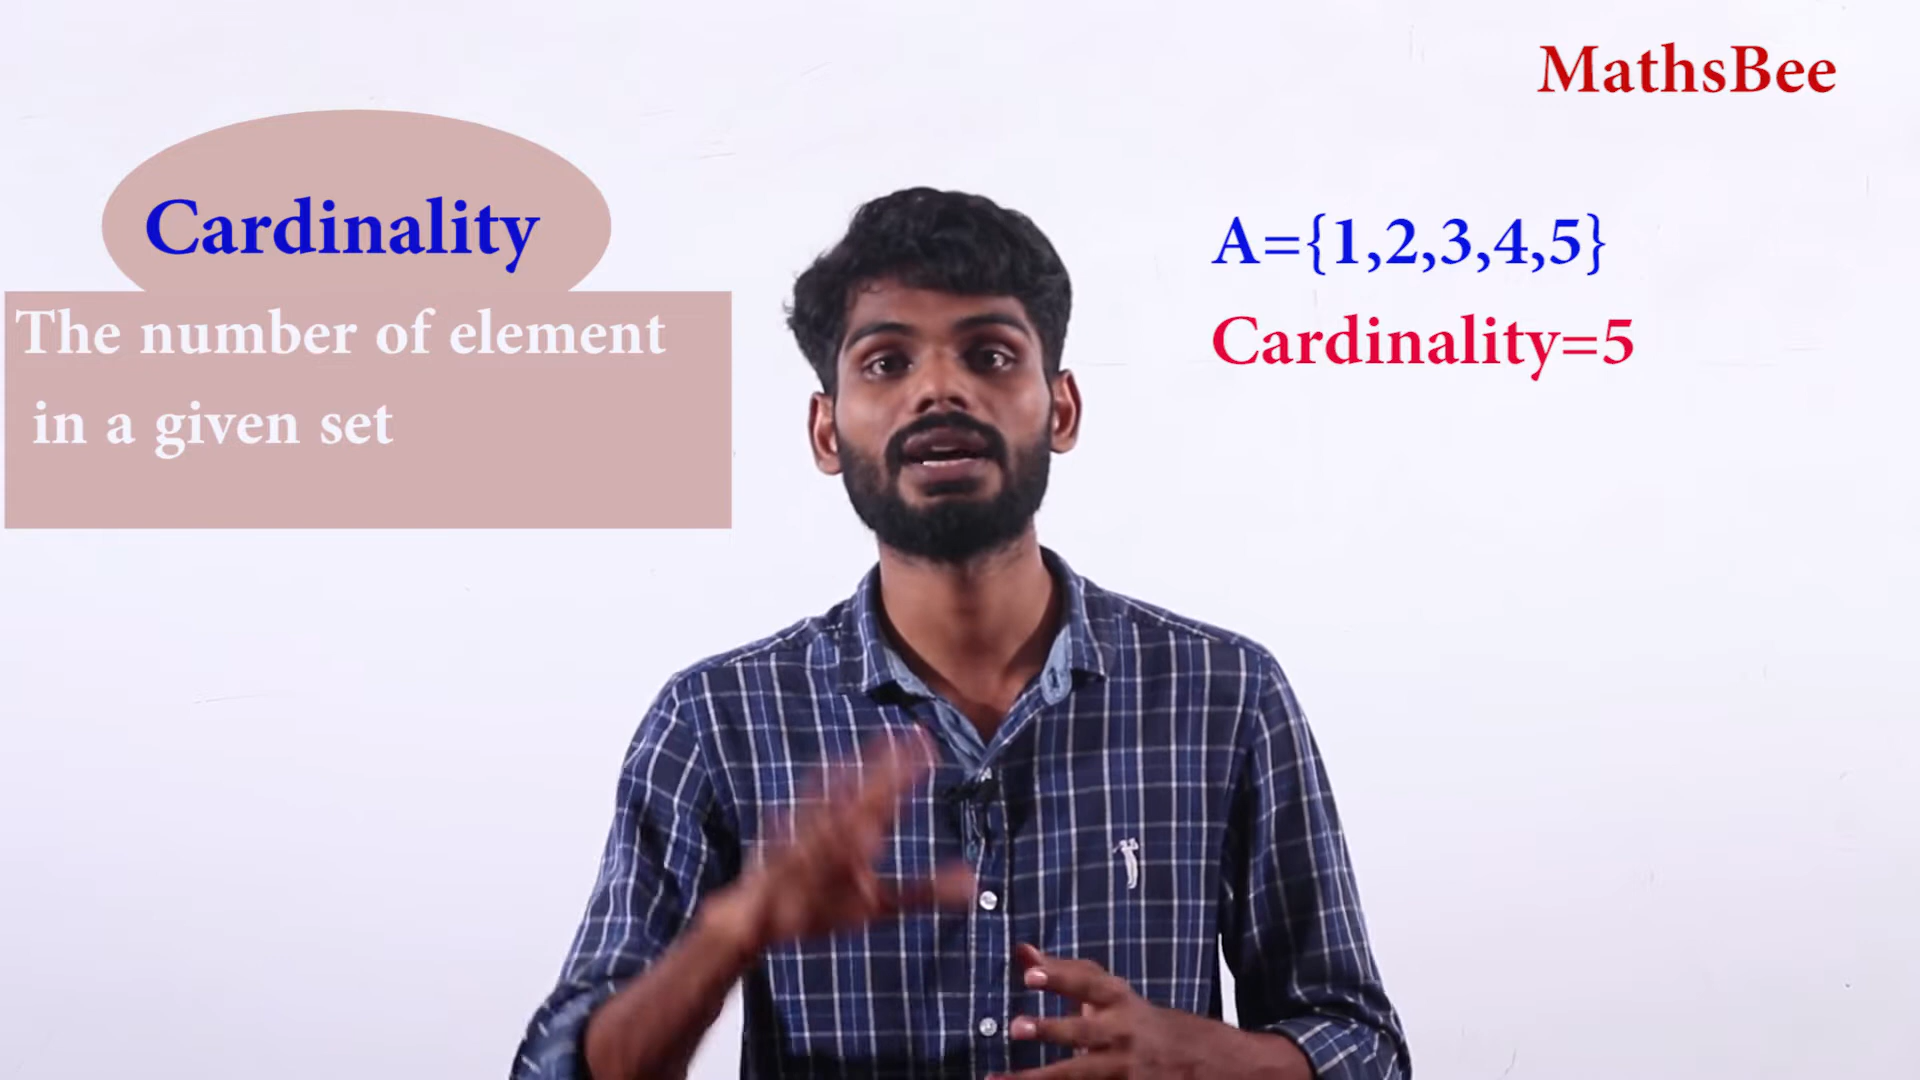 MathsBee
Cardinality
The number of element
in a given set
A={1,2,3,4,5}
Cardinality=5